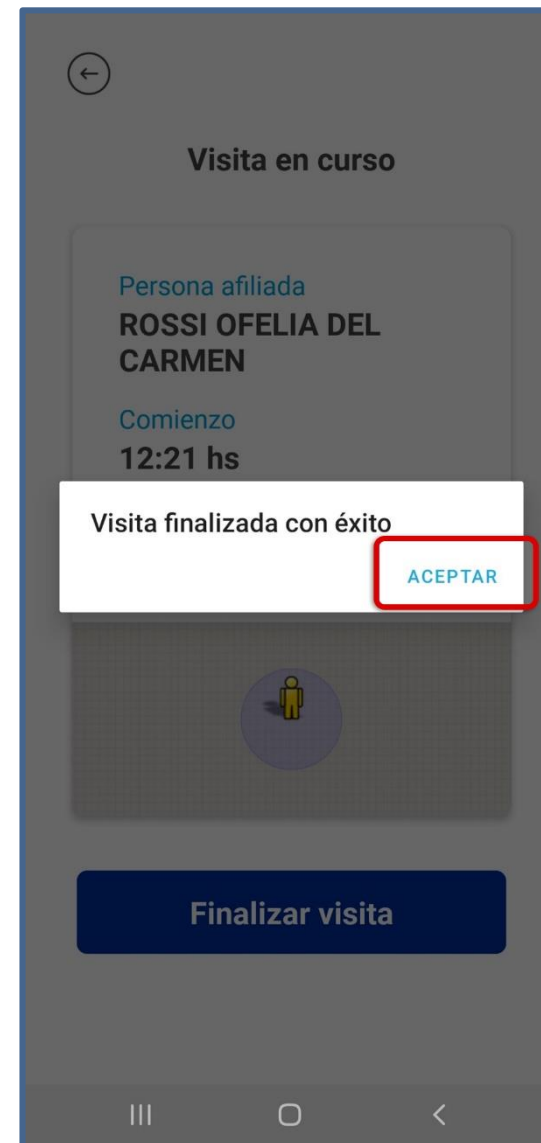 Visita en curso
Persona afiliada
ROSSI OFELIA DEL
CARMEN
Comienzo
12:21 hs
Visita finalizada con éxito
ACEPTAR
Finalizar visita